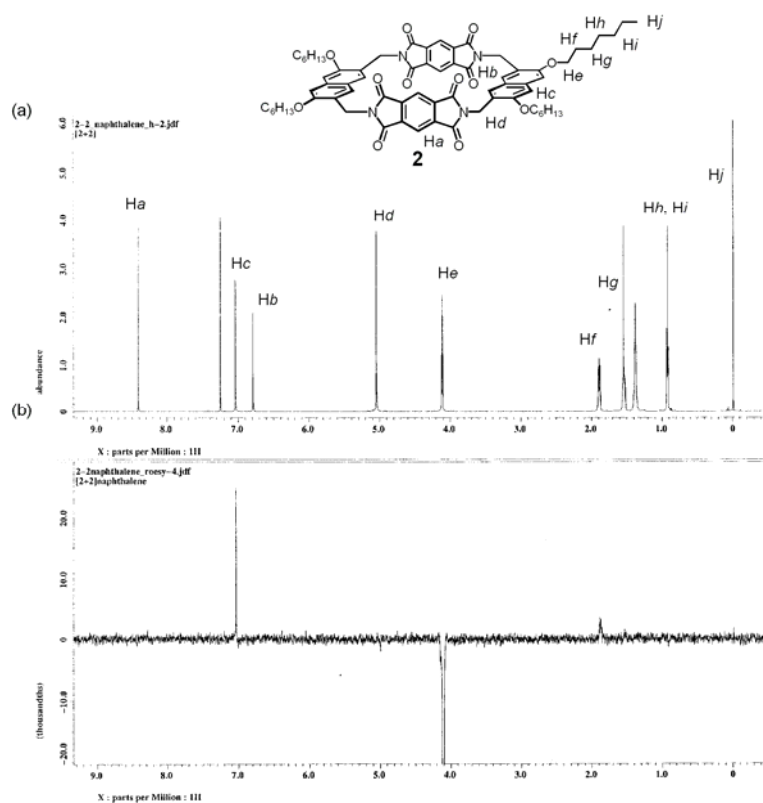 (a)
C₆H₁₃O
C₆H₁₃O
O O
N N
O O
O O
N N
O O
OC₆H₁₃
O
Ha
Hb
Hc
Hd
He
Hf
Hg
Hh
Hi
Hj
2
2-2_naphthalene_h-2.jdf
[2+2]
Ha
Hc
Hb
Hd
He
Hf
Hg
Hh, Hi
Hj
abundance
6.0
5.0
4.0
3.0
2.0
1.0
0
9.0 8.0 7.0 6.0 5.0 4.0 3.0 2.0 1.0 0
X : parts per Million : 1H
(b)
2-2naphthalene_roesy-4.jdf
[2+2]naphthalene
(thousandths)
20.0
10.0
0
-10.0
-20.0
9.0 8.0 7.0 6.0 5.0 4.0 3.0 2.0 1.0 0
X : parts per Million : 1H